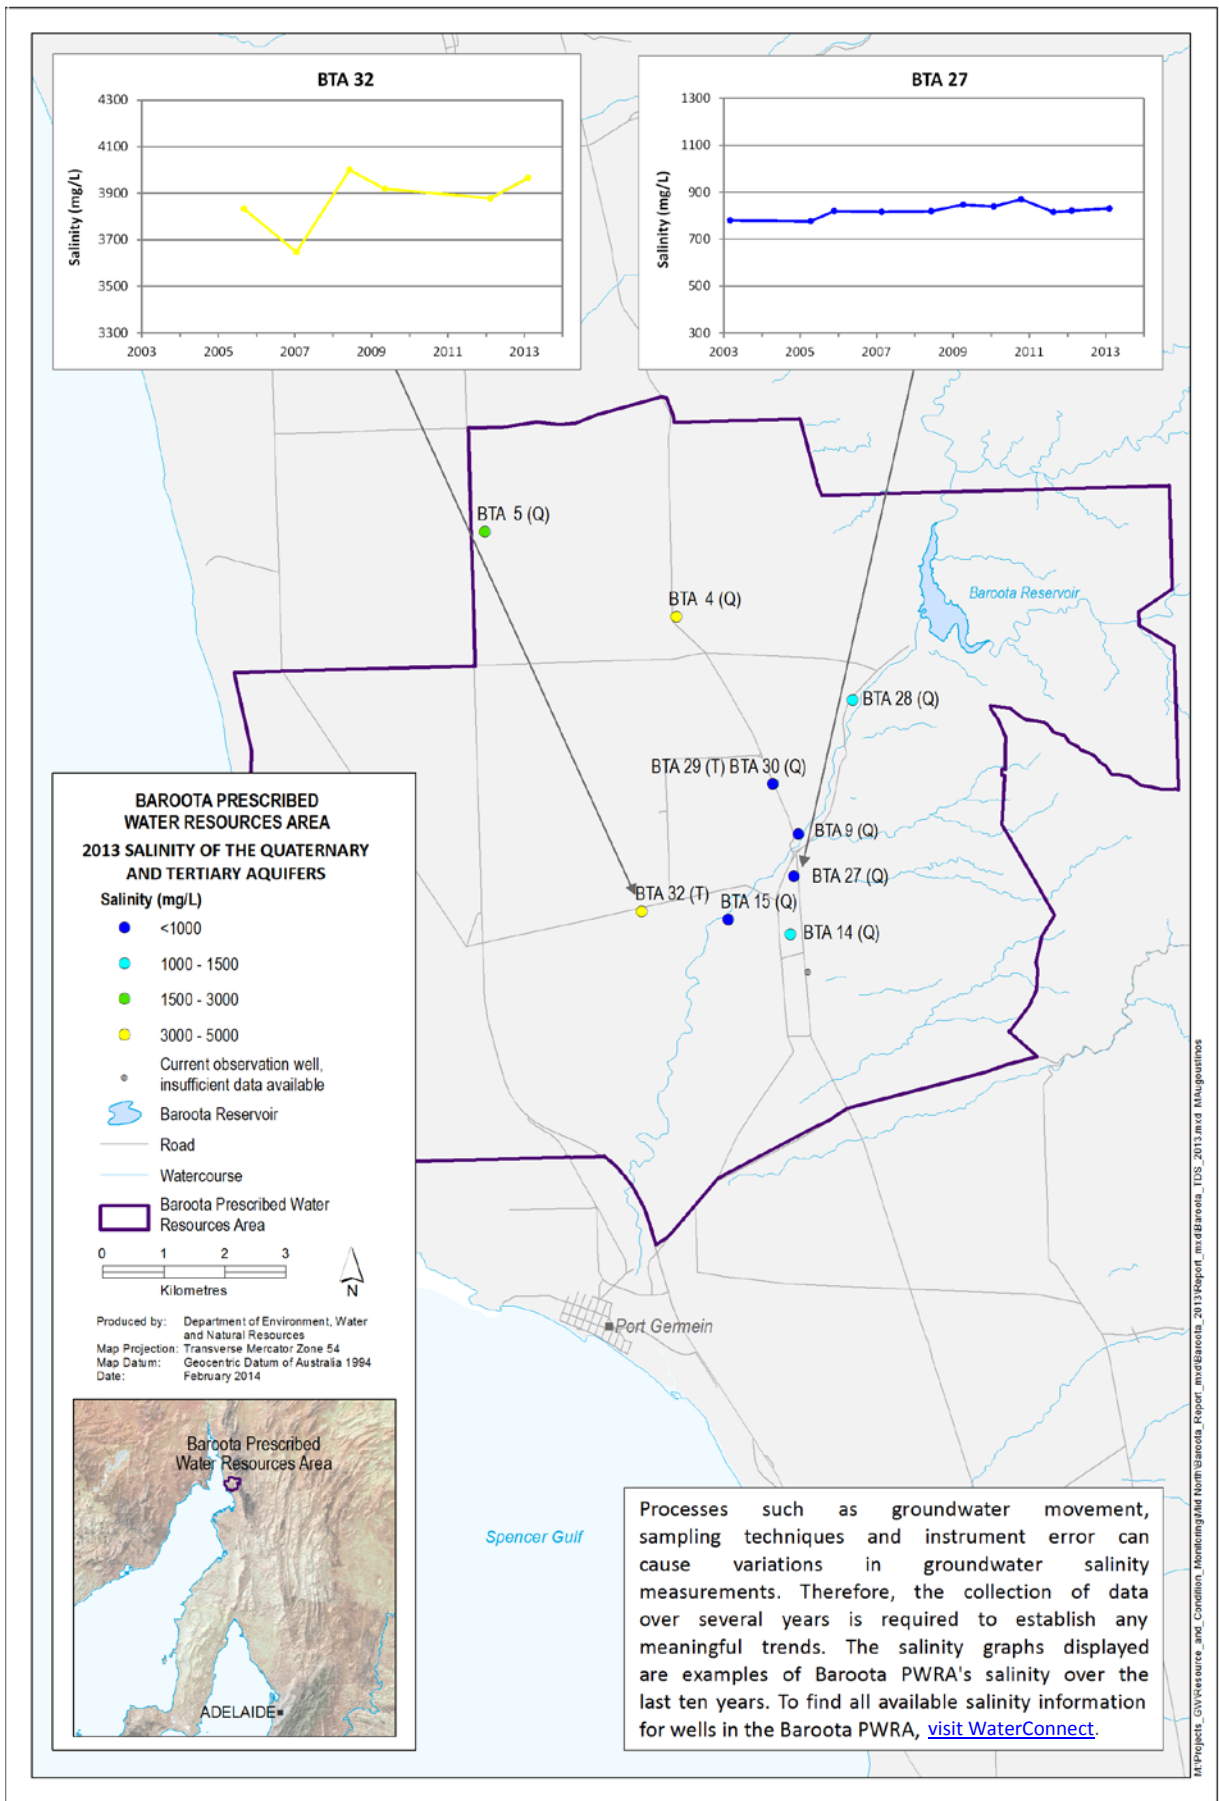 BTA 32
4300
4100
3900
3700
3500
3300
Salinity (mg/L)
2003 2005 2007 2009 2011 2013
BTA 27
1300
1100
900
700
500
300
Salinity (mg/L)
2003 2005 2007 2009 2011 2013
BTA 5 (Q)
BTA 4 (Q)
Baroota Reservoir
BTA 28 (Q)
BTA 29 (T) BTA 30 (Q)
BTA 9 (Q)
BTA 27 (Q)
BTA 32 (T)
BTA 15 (Q)
BTA 14 (Q)
BAROOTA PRESCRIBED
WATER RESOURCES AREA
2013 SALINITY OF THE QUATERNARY
AND TERTIARY AQUIFERS
Salinity (mg/L)
<1000
1000 - 1500
1500 - 3000
3000 - 5000
Current observation well,
insufficient data available
Baroota Reservoir
Road
Watercourse
Baroota Prescribed Water
Resources Area
0 1 2 3
Kilometres
N
Produced by: Department of Environment, Water
and Natural Resources
Map Projection: Transverse Mercator Zone 54
Map Datum: Geocentric Datum of Australia 1994
Date: February 2014
Baroota Prescribed
Water Resources Area
ADELAIDE
Port Germein
Spencer Gulf
Processes such as groundwater movement,
sampling techniques and instrument error can
cause variations in groundwater salinity
measurements. Therefore, the collection of data
over several years is required to establish any
meaningful trends. The salinity graphs displayed
are examples of Baroota PWRA's salinity over the
last ten years. To find all available salinity information
for wells in the Baroota PWRA, visit WaterConnect.
M:\Projects_GW\Resource_and_Condition_Monitoring\Mid North\Baroota_Report_mxd\Baroota_2013\Report_mxd\Baroota_TDS_2013.mxd MAugoustinos